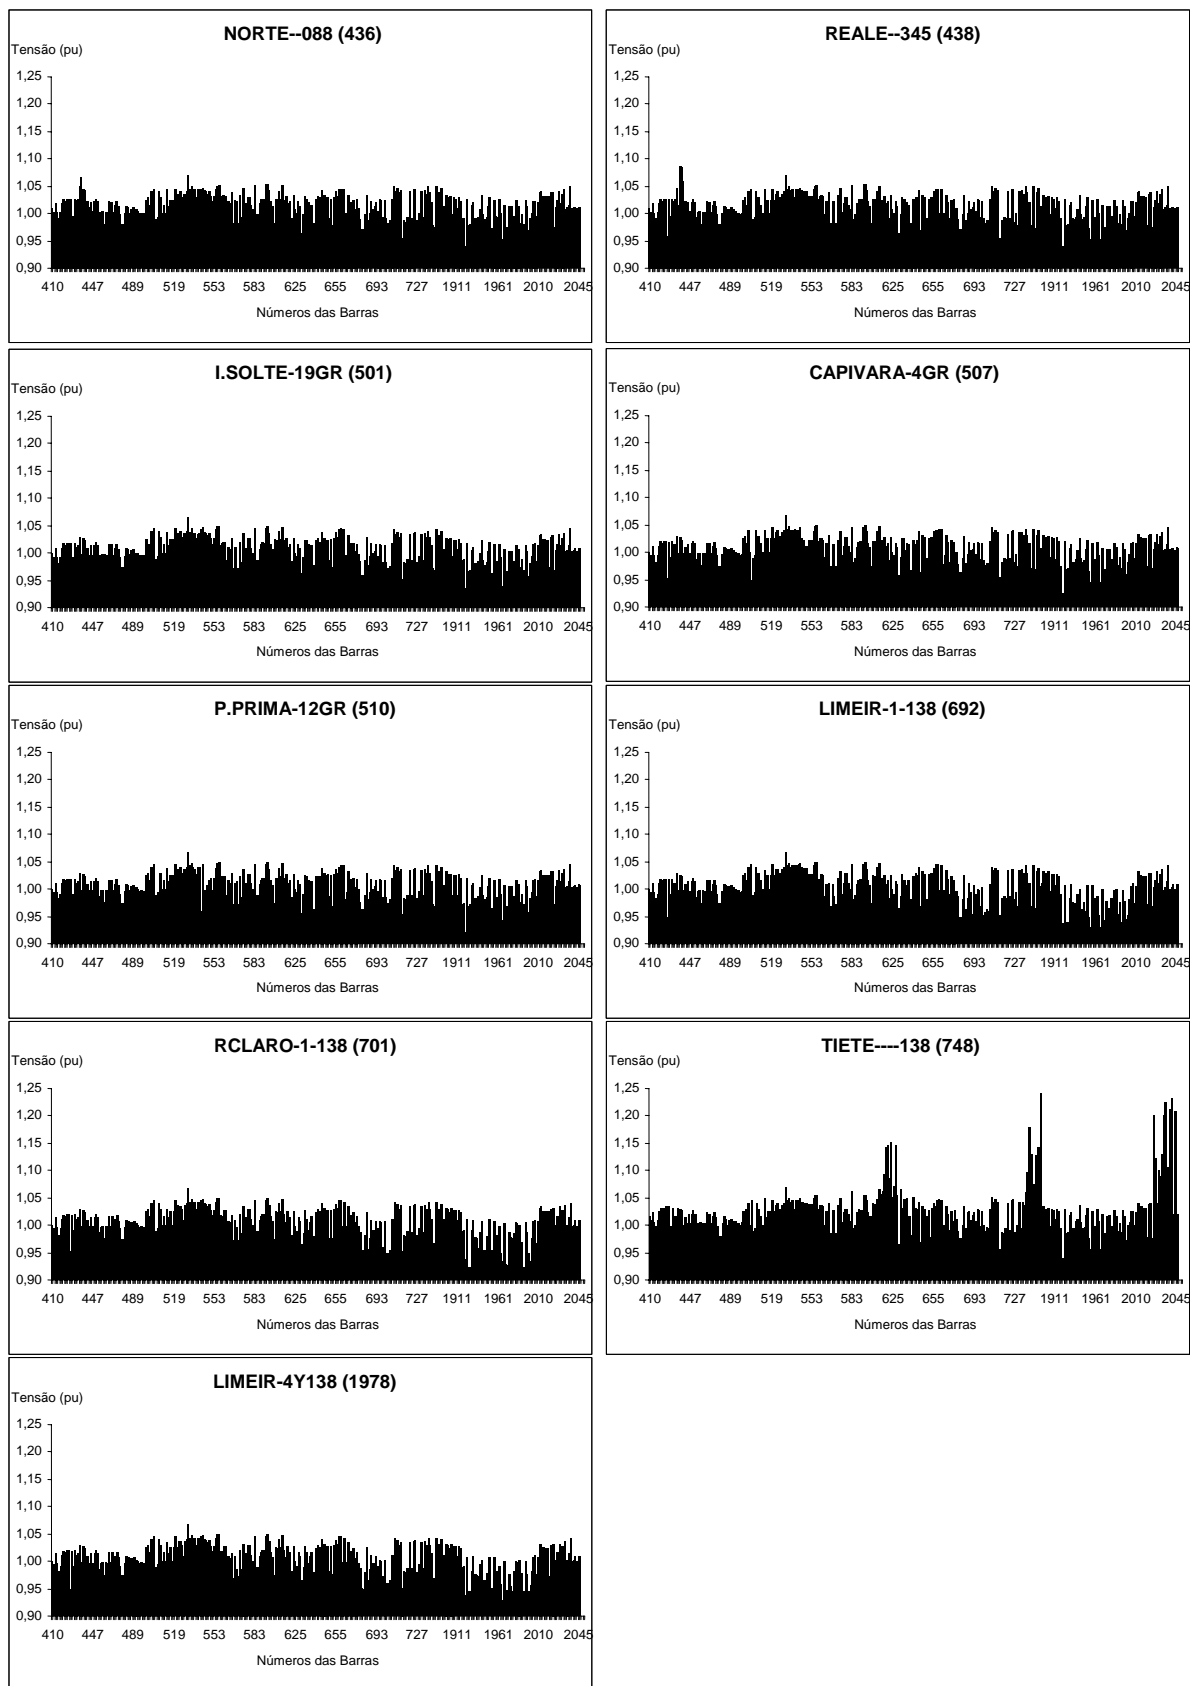 NORTE--088 (436)
Tensão (pu)
1,25
1,20
1,15
1,10
1,05
1,00
0,95
0,90
410 447 489 519 553 583 625 655 693 727 1911 1961 2010 2045
Números das Barras
REALE--345 (438)
Tensão (pu)
1,25
1,20
1,15
1,10
1,05
1,00
0,95
0,90
410 447 489 519 553 583 625 655 693 727 1911 1961 2010 2045
Números das Barras
I.SOLTE-19GR (501)
Tensão (pu)
1,25
1,20
1,15
1,10
1,05
1,00
0,95
0,90
410 447 489 519 553 583 625 655 693 727 1911 1961 2010 2045
Números das Barras
CAPIVARA-4GR (507)
Tensão (pu)
1,25
1,20
1,15
1,10
1,05
1,00
0,95
0,90
410 447 489 519 553 583 625 655 693 727 1911 1961 2010 2045
Números das Barras
P.PRIMA-12GR (510)
Tensão (pu)
1,25
1,20
1,15
1,10
1,05
1,00
0,95
0,90
410 447 489 519 553 583 625 655 693 727 1911 1961 2010 2045
Números das Barras
LIMEIR-1-138 (692)
Tensão (pu)
1,25
1,20
1,15
1,10
1,05
1,00
0,95
0,90
410 447 489 519 553 583 625 655 693 727 1911 1961 2010 2045
Números das Barras
RCLARO-1-138 (701)
Tensão (pu)
1,25
1,20
1,15
1,10
1,05
1,00
0,95
0,90
410 447 489 519 553 583 625 655 693 727 1911 1961 2010 2045
Números das Barras
TIETE----138 (748)
Tensão (pu)
1,25
1,20
1,15
1,10
1,05
1,00
0,95
0,90
410 447 489 519 553 583 625 655 693 727 1911 1961 2010 2045
Números das Barras
LIMEIR-4Y138 (1978)
Tensão (pu)
1,25
1,20
1,15
1,10
1,05
1,00
0,95
0,90
410 447 489 519 553 583 625 655 693 727 1911 1961 2010 2045
Números das Barras